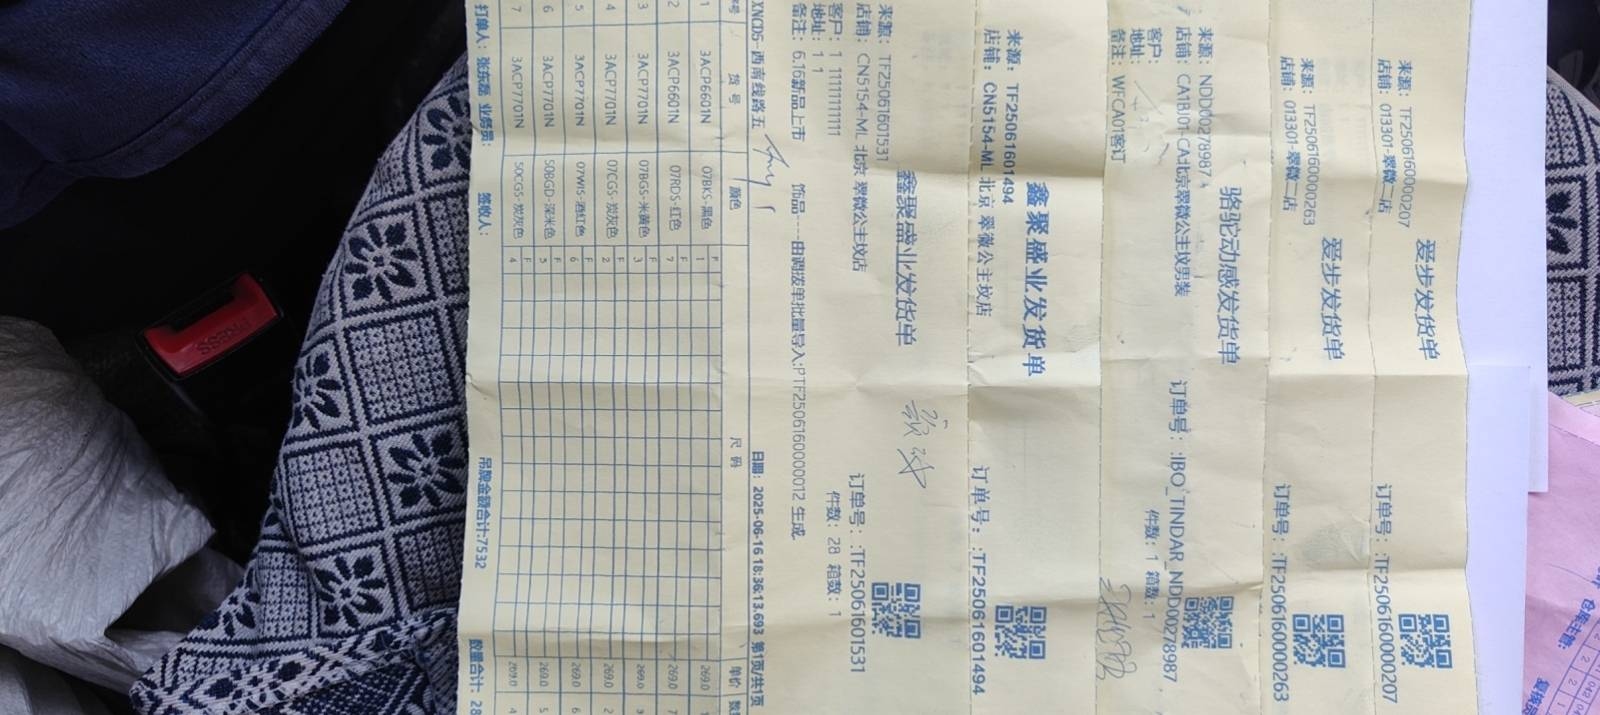 爱步发货单
来源：TF25061600000207
店铺：013301-翠微二店
订单号：:TF25061600000207
爱步发货单
来源：TF25061600000263
店铺：013301-翠微二店
订单号：:TF25061600000263
骆驼动感发货单
来源：NDD00278987
店铺：CA1BJ01-CA北京翠微公主坟男装
订单号：:IBO_TINDAR_NDD00278987
客户：
件数：1 箱数：1
地址：
备注：WFCA01客订
鑫聚盛业发货单
来源：TF25061601494
店铺：CN5154-ML 北京 翠微公主坟店
订单号：:TF25061601494
鑫聚盛业发货单
来源：TF25061601531
店铺：CN5154-ML 北京 翠微公主坟店
订单号：:TF25061601531
客户：1 11111111111
件数：28 箱数：1
地址：1 1
备注：6.16新品上市 饰品----由调拨单批量导入:PTF25061600000012 生成
XNCD5-西南线路五
日期：2025-06-16 18:36:13.693 第1页/共1页
序号 货号 颜色 尺码 单价
F
1 3ACP6601N 07BKS-黑色 1 269.0
F
2 3ACP6601N 07RDS-红色 7 269.0 7
F
3 3ACP7701N 07BGS-米黄色 3 269.0
F
4 3ACP7701N 07CGS-炭灰色 2 269.0 2
F
5 3ACP7701N 07WIS-酒红色 6 269.0 6
F
6 3ACP7701N 50BGD-深米色 5 269.0 5
F
7 3ACP7701N 50CGS-炭灰色 4 269.0 4
打单人：张东磊 业务员： 签收人： 吊牌金额合计:7532 数量合计：28